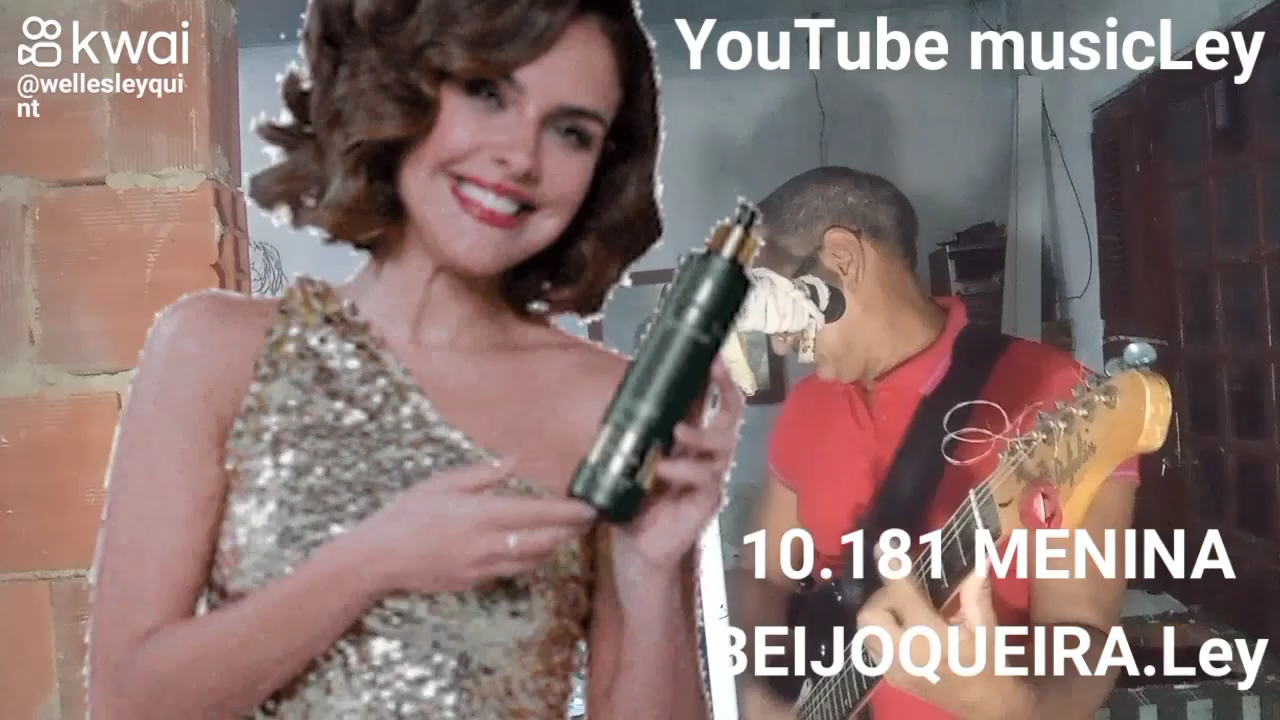 kwai
@wellesleyqui
nt
YouTube musicLey
10.181 MENINA
BEIJOQUEIRA.Ley